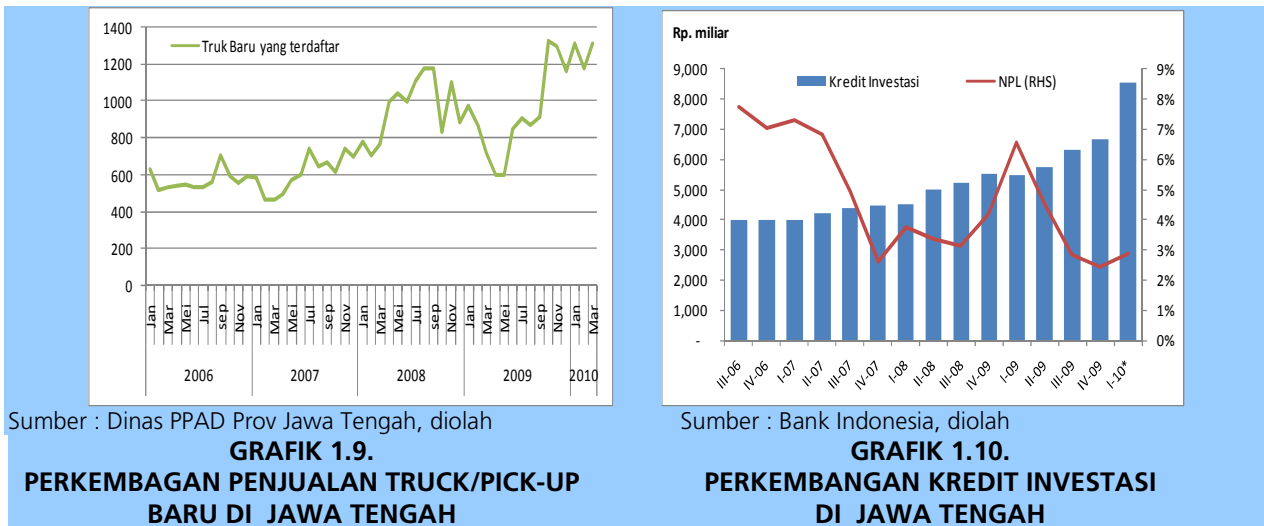 Truk Baru yang terdaftar
1400
1200
1000
800
600
400
200
0
Jan Mar Mei Jul sep Nov Jan Mar Mei Jul sep Nov Jan Mar Mei Jul sep Nov Jan Mar Mei Jul sep Nov Jan Mar
2006 2007 2008 2009 2010
Sumber : Dinas PPAD Prov Jawa Tengah, diolah
GRAFIK 1.9.
PERKEMBAGAN PENJUALAN TRUCK/PICK-UP
BARU DI JAWA TENGAH
Rp. miliar
Kredit Investasi NPL (RHS)
9,000 9%
8,000 8%
7,000 7%
6,000 6%
5,000 5%
4,000 4%
3,000 3%
2,000 2%
1,000 1%
- 0%
III-06 IV-06 I-07 II-07 III-07 IV-07 I-08 II-08 III-08 IV-09 I-09 II-09 III-09 IV-09 I-10*
Sumber : Bank Indonesia, diolah
GRAFIK 1.10.
PERKEMBANGAN KREDIT INVESTASI
DI JAWA TENGAH